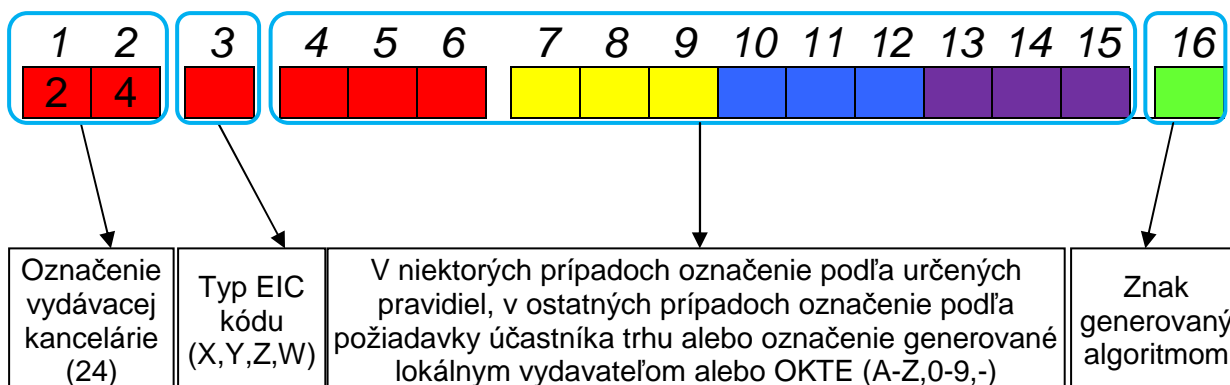 1 2 3 4 5 6 7 8 9 10 11 12 13 14 15 16
2 4
Označenie
vydávacej
kancelárie
(24)
Typ EIC
kódu
(X,Y,Z,W)
V niektorých prípadoch označenie podľa určených
pravidiel, v ostatných prípadoch označenie podľa
požiadavky účastníka trhu alebo označenie generované
lokálnym vydavateľom alebo OKTE (A-Z,0-9,-)
Znak
generovaný
algoritmom